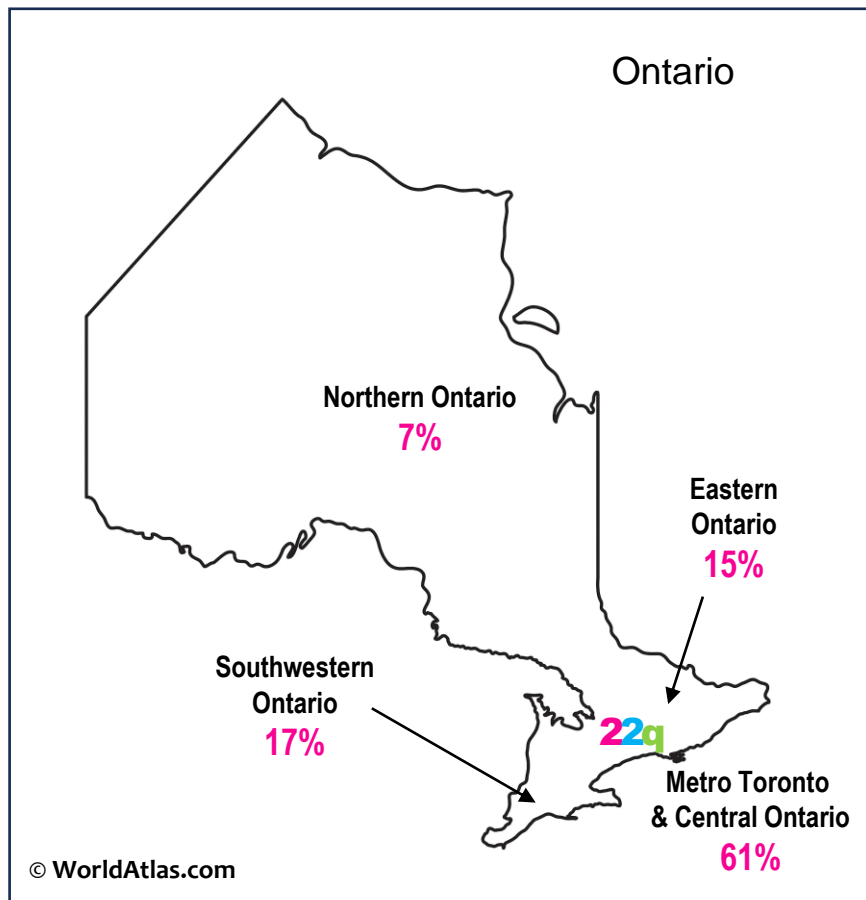 Ontario
Northern Ontario
7%
Eastern
Ontario
15%
Southwestern
Ontario
17%
22q
Metro Toronto
& Central Ontario
61%
© WorldAtlas.com